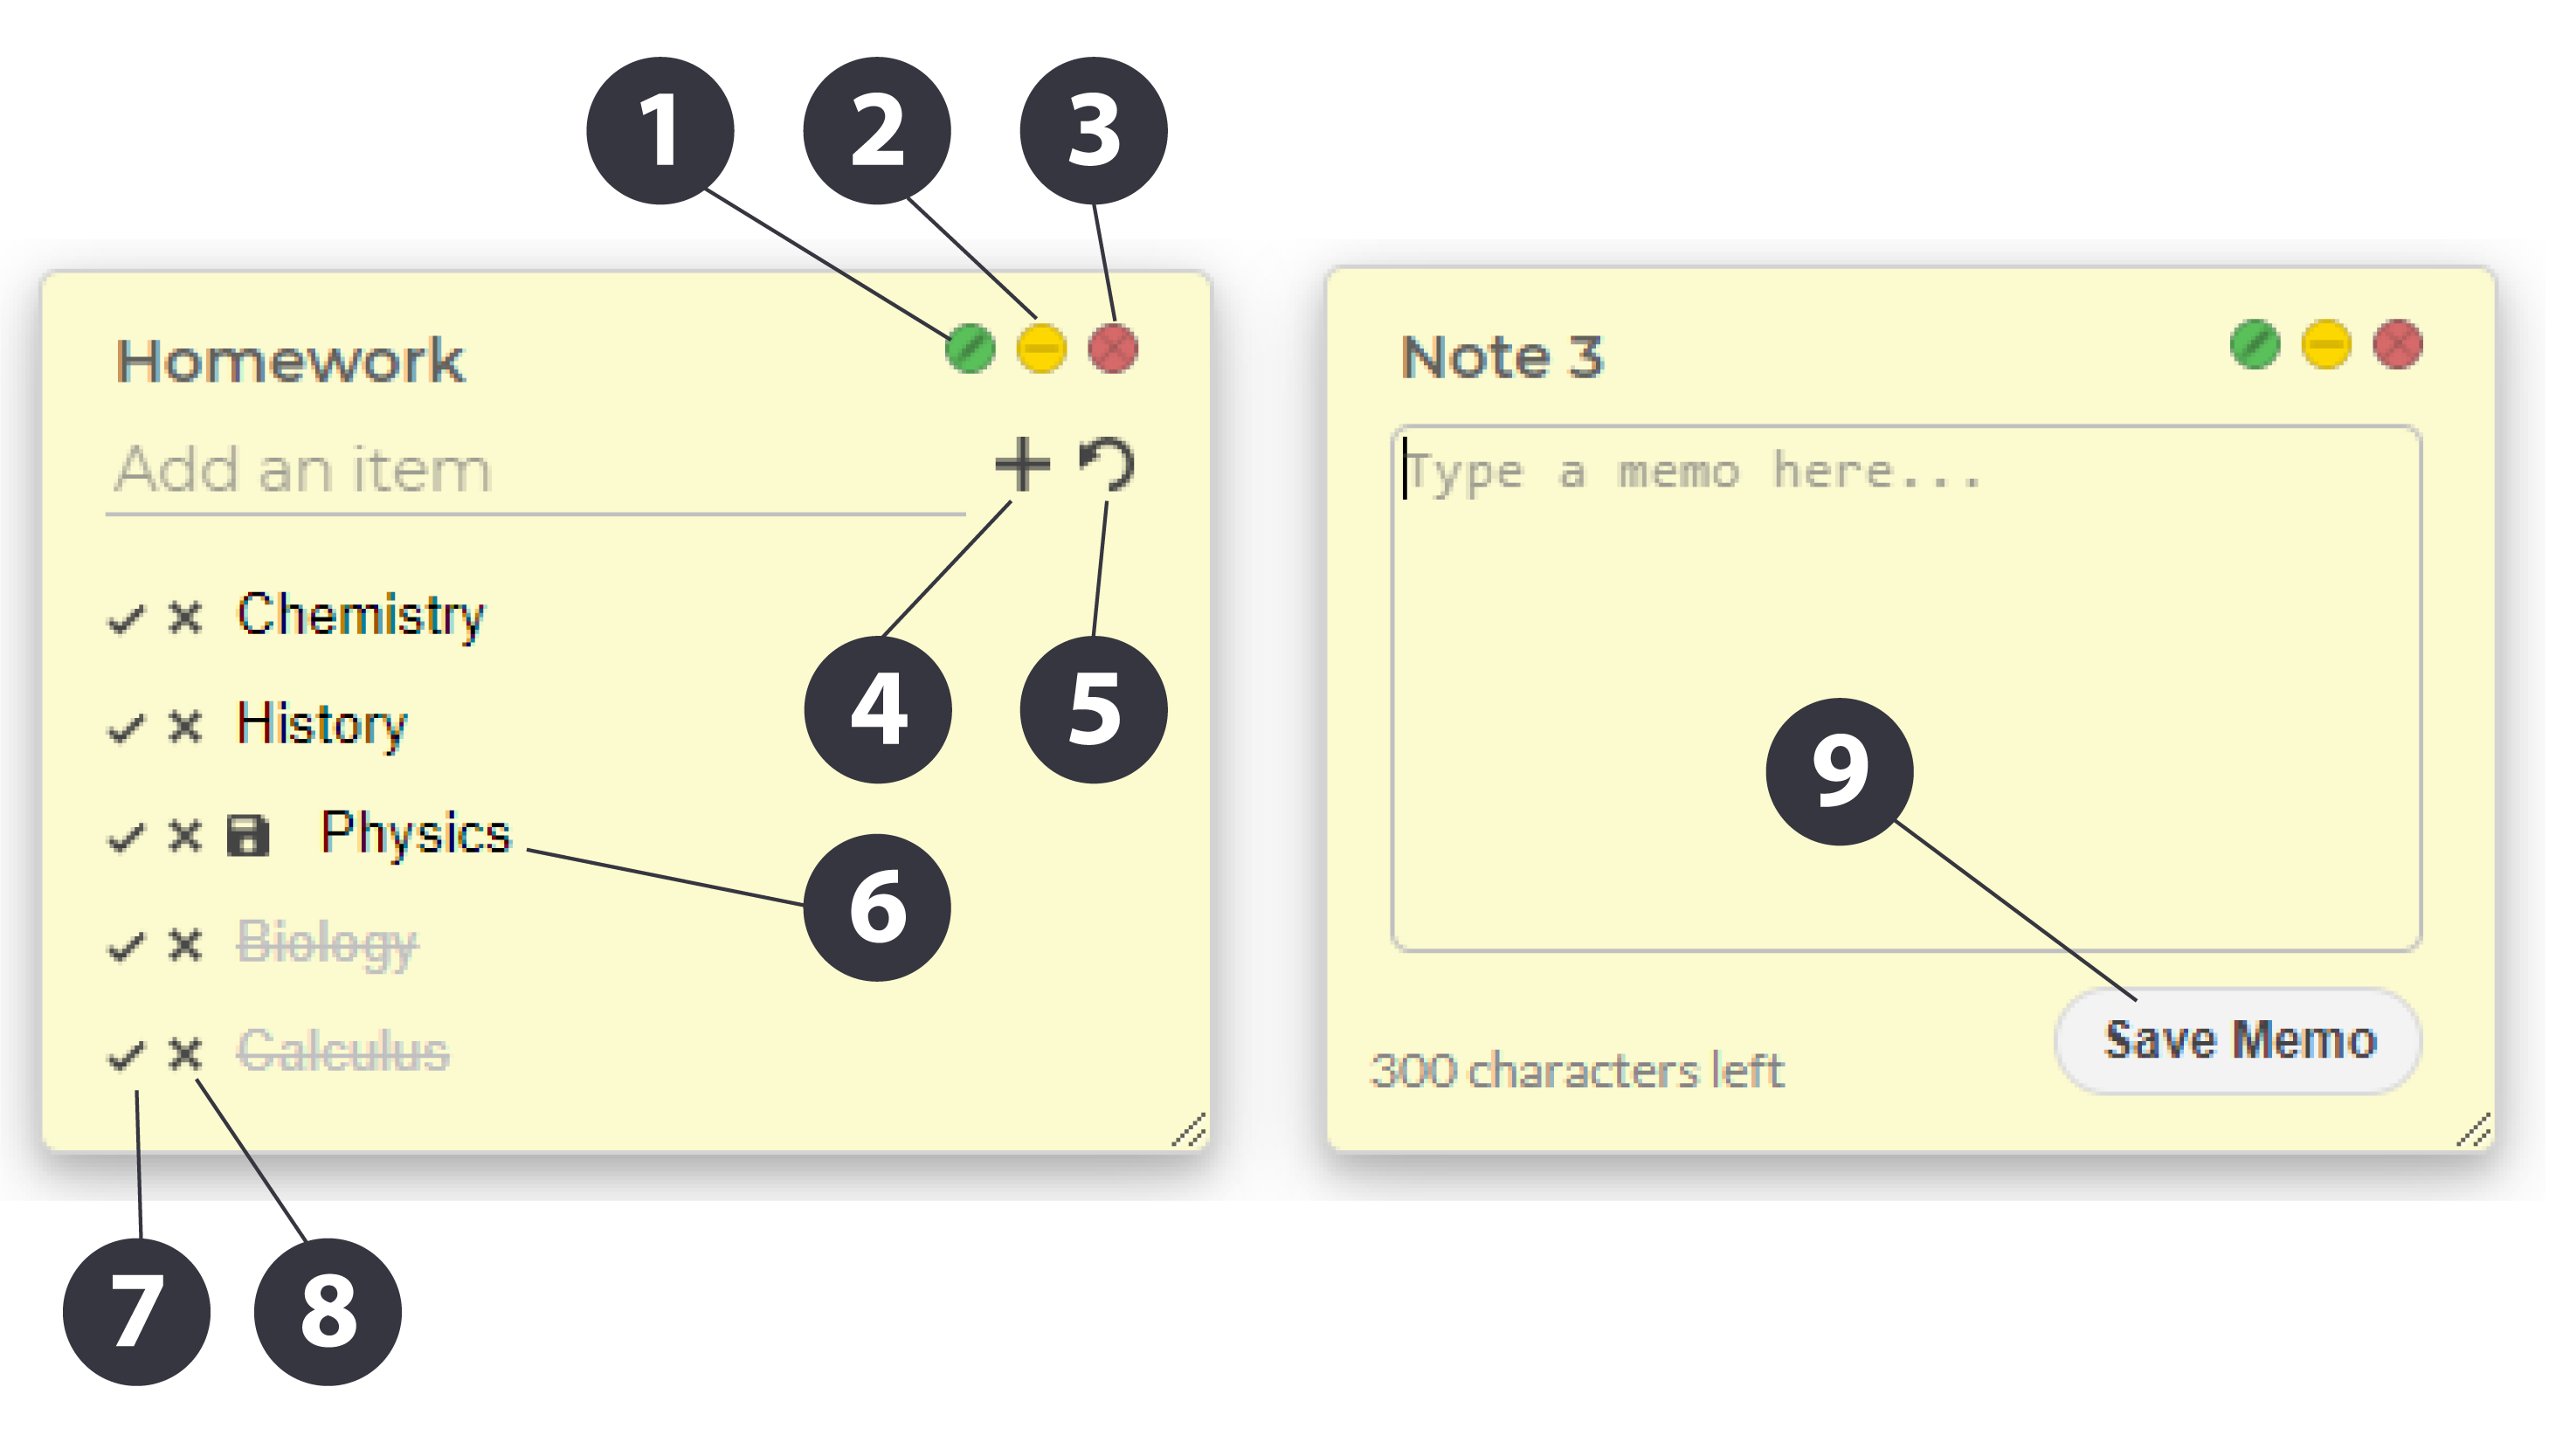 1 2 3
Homework
Add an item
Chemistry
History
Physics
Biology
Calculus
4 5
6
7 8
Note 3
Type a memo here...
9
300 characters left
Save Memo